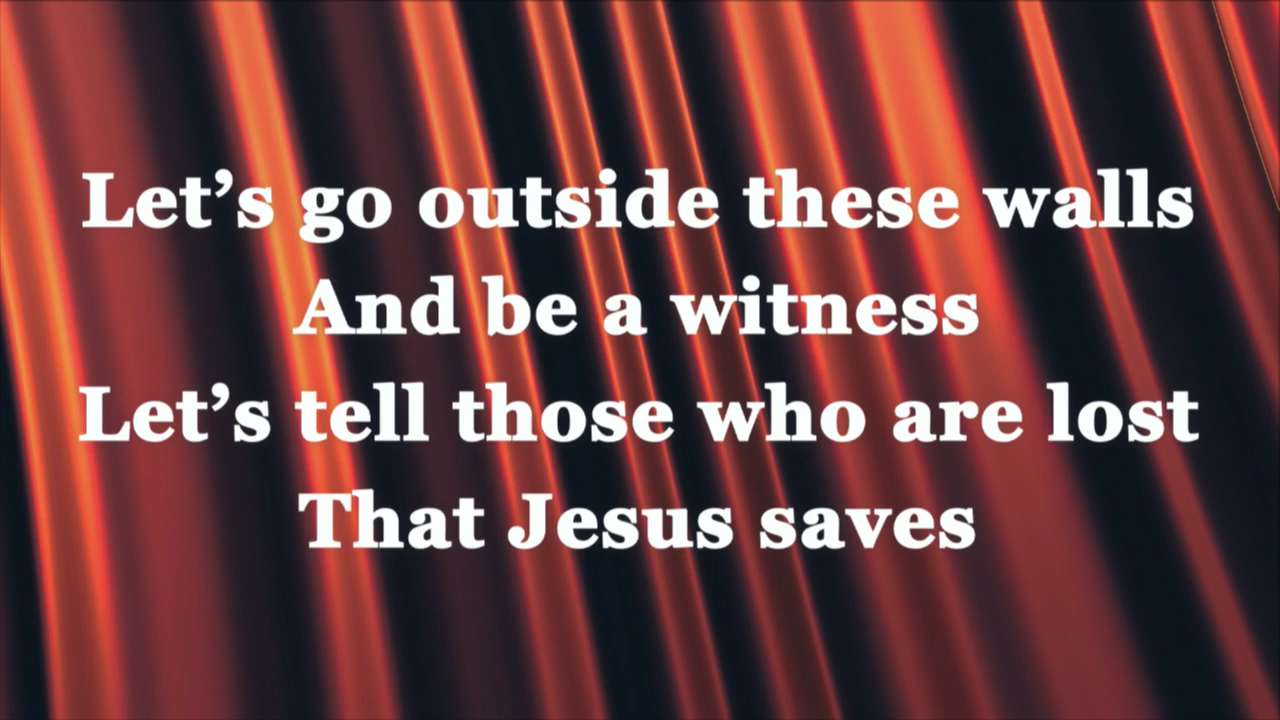 Let’s go outside these walls
And be a witness
Let’s tell those who are lost
That Jesus saves